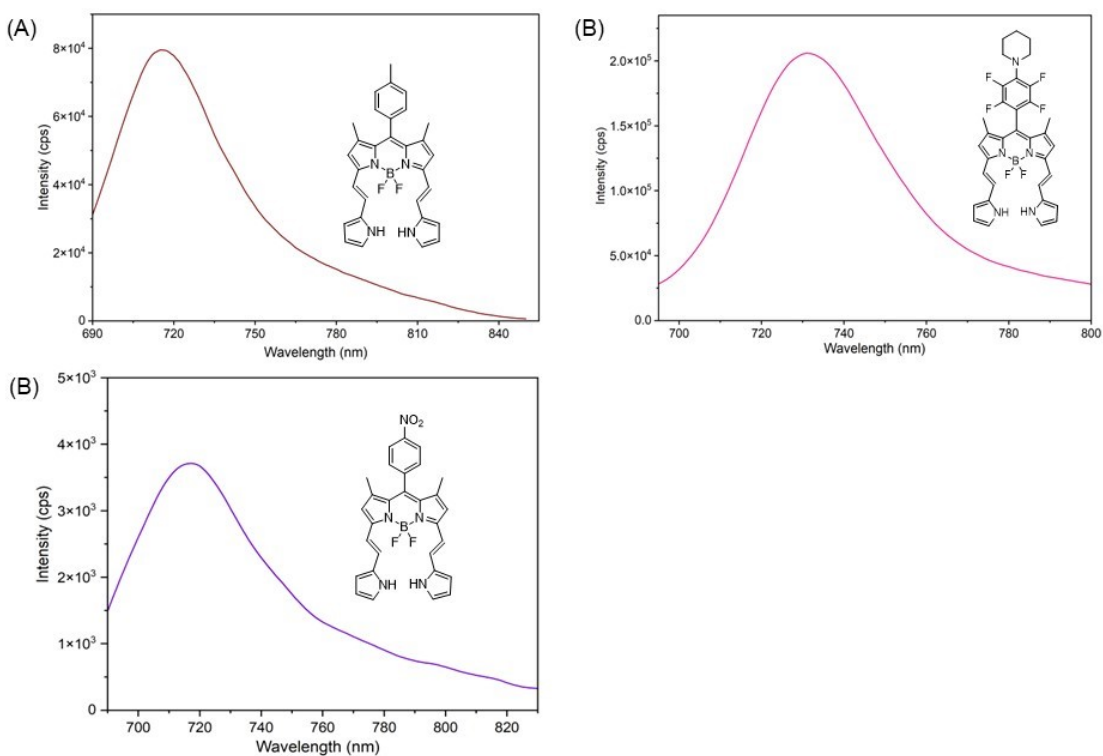 (A)
8×10⁴
6×10⁴
4×10⁴
2×10⁴
0
Intensity (cps)
690 720 750 780 810 840
Wavelength (nm)
N N
B
F F
NH HN
(B)
2.0×10⁵
1.5×10⁵
1.0×10⁵
5.0×10⁴
0.0
Intensity (cps)
700 720 740 760 780 800
Wavelength (nm)
N
F F
F F
N N
B
F F
NH HN
(B)
5×10³
4×10³
3×10³
2×10³
1×10³
0
Intensity (cps)
700 720 740 760 780 800 820
Wavelength (nm)
NO₂
N N
B
F F
NH HN